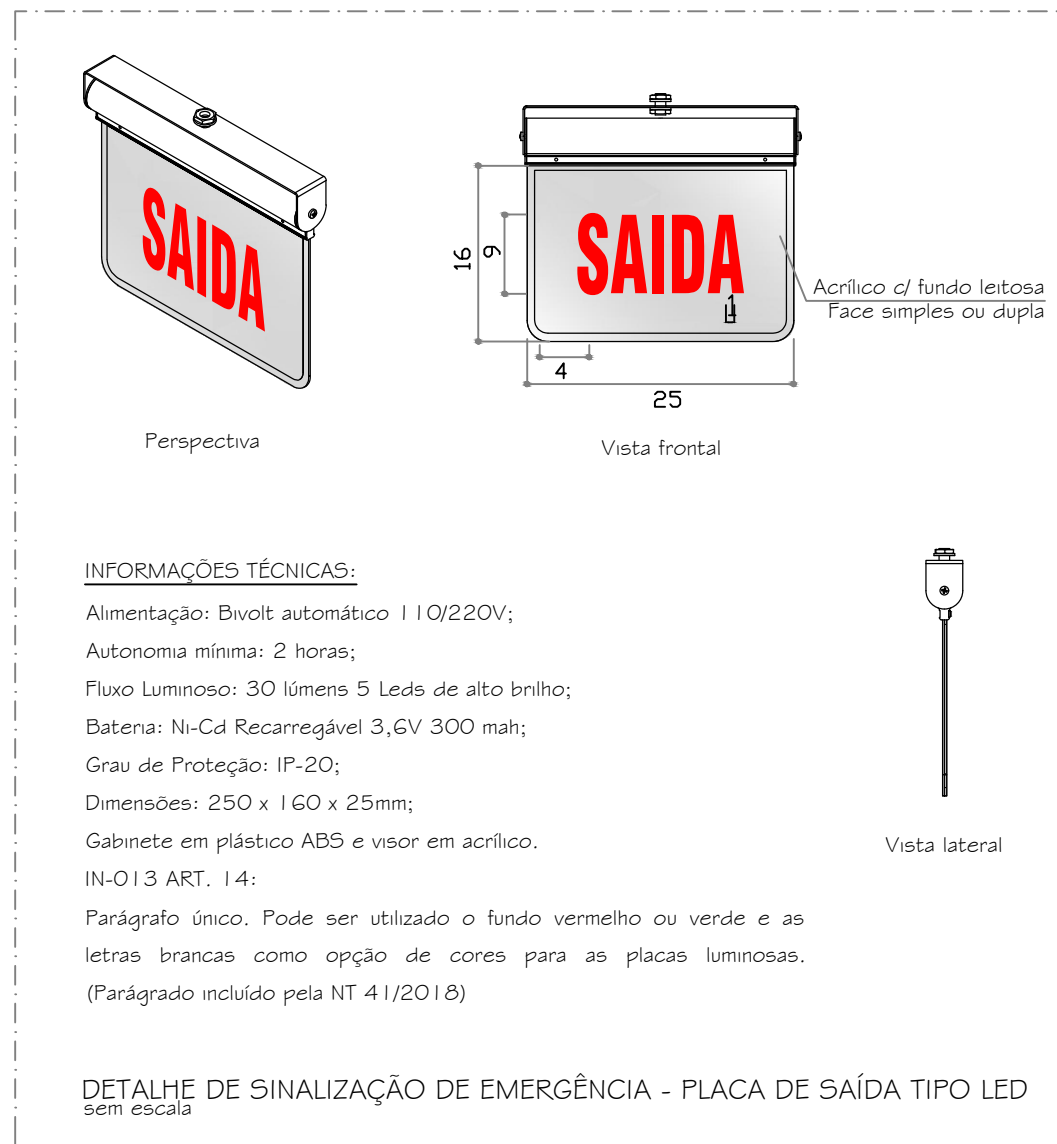 SAIDA
Perspectiva
SAIDA
16
9
1
4
25
Acrílico c/ fundo leitosa
Face simples ou dupla
Vista frontal
INFORMAÇÕES TÉCNICAS:
Alimentação: Bivolt automático 110/220V;
Autonomia mínima: 2 horas;
Fluxo Luminoso: 30 lúmens 5 Leds de alto brilho;
Bateria: Ni-Cd Recarregável 3,6V 300 mah;
Grau de Proteção: IP-20;
Dimensões: 250 x 160 x 25mm;
Gabinete em plástico ABS e visor em acrílico.
IN-013 ART. 14:
Parágrafo único. Pode ser utilizado o fundo vermelho ou verde e as
letras brancas como opção de cores para as placas luminosas.
(Parágrado incluído pela NT 41/2018)
Vista lateral
DETALHE DE SINALIZAÇÃO DE EMERGÊNCIA - PLACA DE SAÍDA TIPO LED
sem escala